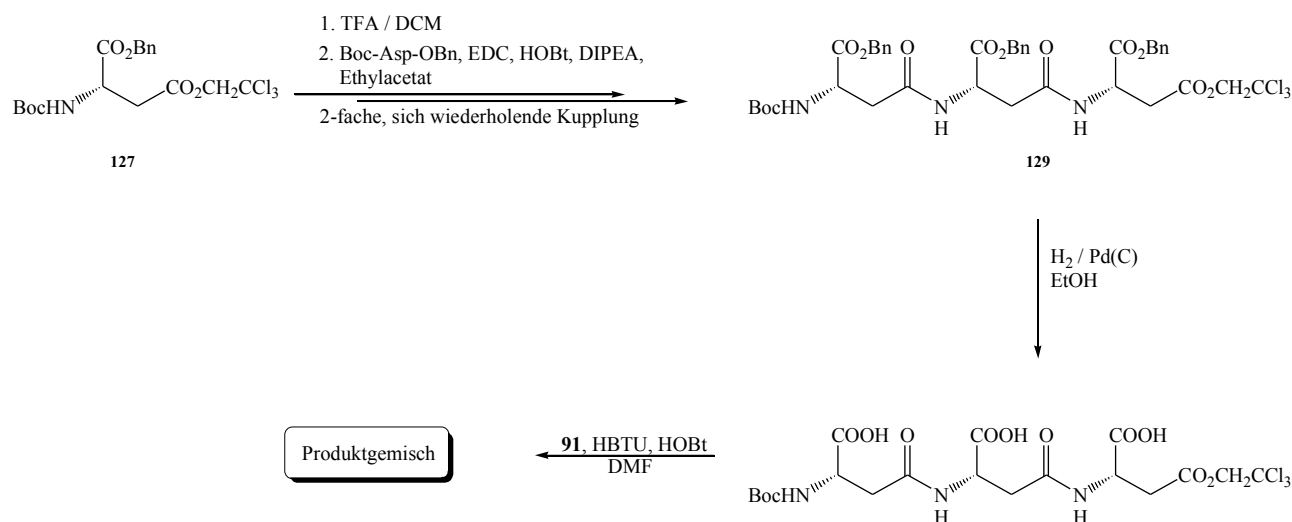 1. TFA / DCM
2. Boc-Asp-OBn, EDC, HOBt, DIPEA,
Ethylacetat
2-fache, sich wiederholende Kupplung
CO2Bn
CO2CH2CCl3
BocHN
127
CO2Bn O CO2Bn O CO2Bn
CO2CH2CCl3
BocHN N N
H H
129
H2 / Pd(C)
EtOH
Produktgemisch
91, HBTU, HOBt
DMF
COOH O COOH O COOH
CO2CH2CCl3
BocHN N N
H H